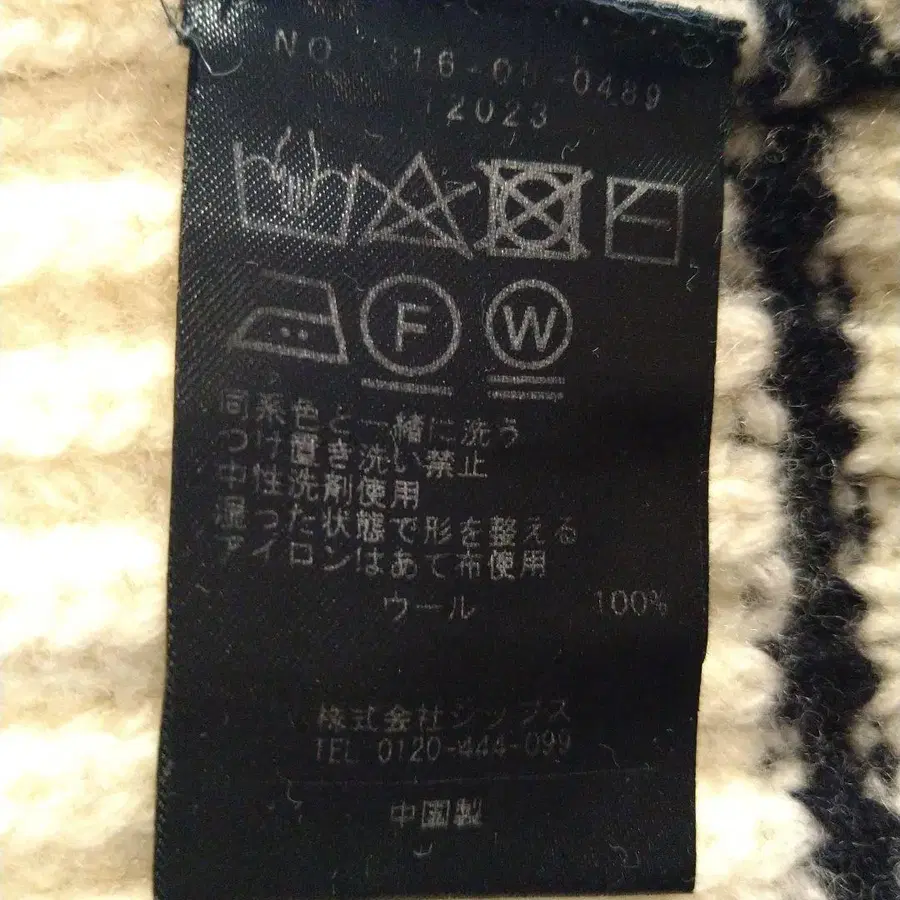 NO. 316-08-0489
2023
F W
同系色と一緒に洗う
つけ置き洗い禁止
中性洗剤使用
湿った状態で形を整える
アイロンはあて布使用
ウール 100%
株式会社シップス
TEL 0120-444-099
中国製